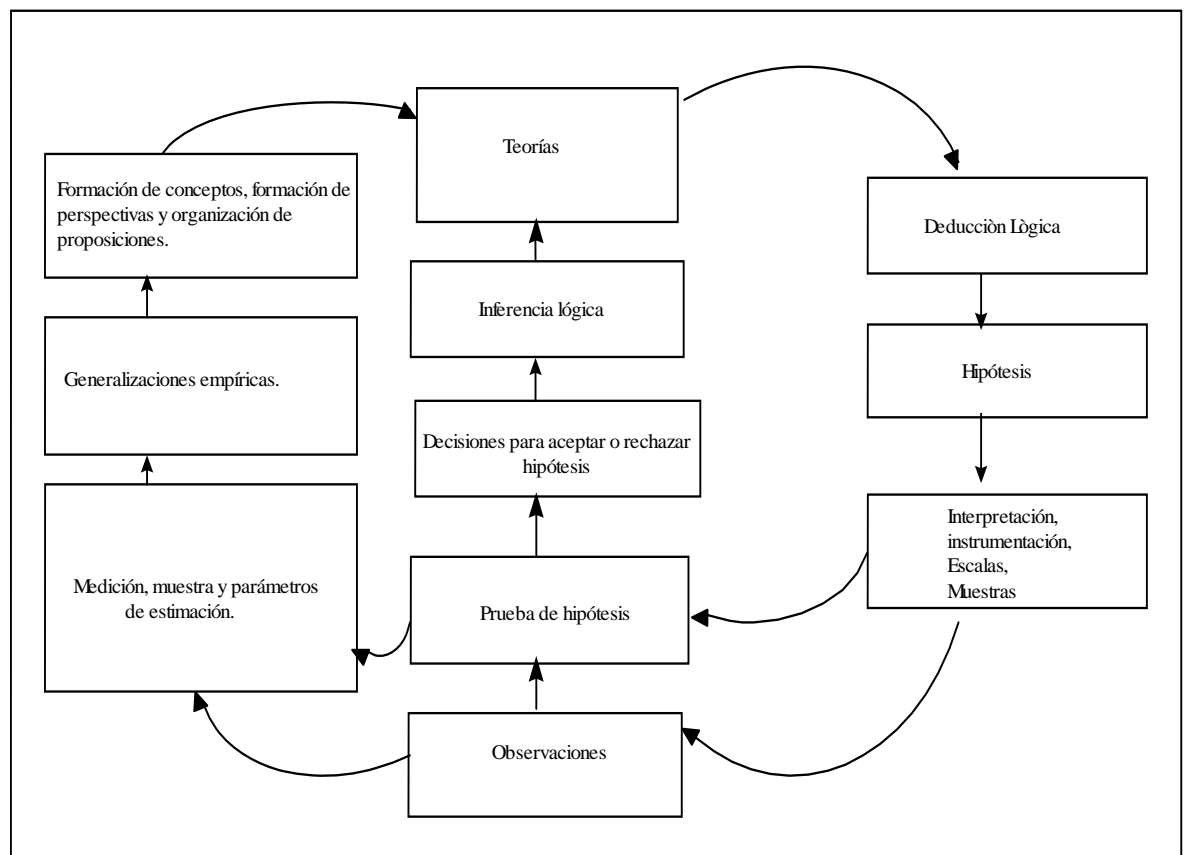 Teorías
Formación de conceptos, formación de
perspectivas y organización de
proposiciones.
Deducciòn Lògica
Inferencia lógica
Generalizaciones empíricas.
Hipótesis
Decisiones para aceptar o rechazar
hipótesis
Interpretación,
instrumentación,
Escalas,
Muestras
Medición, muestra y parámetros
de estimación.
Prueba de hipótesis
Observaciones